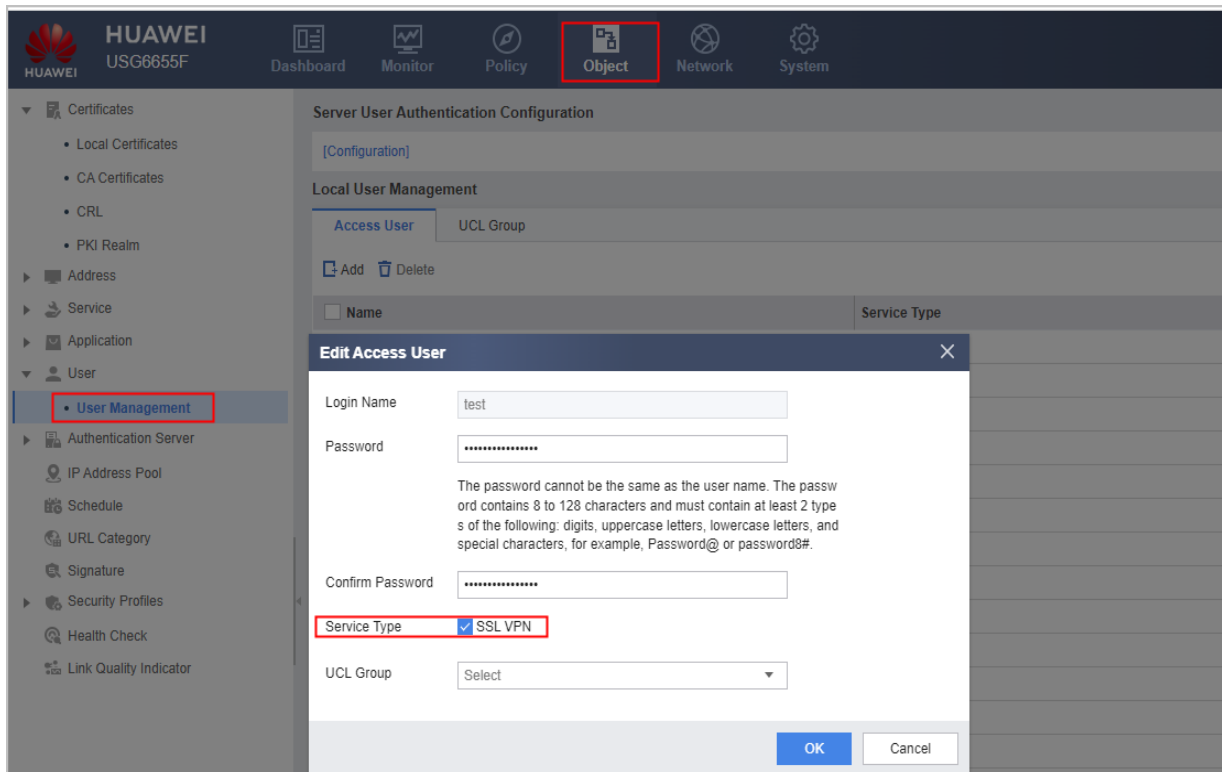 HUAWEI
HUAWEI
USG6655F
Dashboard
Monitor
Policy
Object
Network
System
Certificates
• Local Certificates
• CA Certificates
• CRL
• PKI Realm
Address
Service
Application
User
• User Management
Authentication Server
IP Address Pool
Schedule
URL Category
Signature
Security Profiles
Health Check
Link Quality Indicator
Server User Authentication Configuration
[Configuration]
Local User Management
Access User
UCL Group
Add
Delete
Name
Service Type
Edit Access User
Login Name
test
Password
••••••••••••••••
The password cannot be the same as the user name. The passw
ord contains 8 to 128 characters and must contain at least 2 type
s of the following: digits, uppercase letters, lowercase letters, and
special characters, for example, Password@ or password8#.
Confirm Password
••••••••••••••••
Service Type
SSL VPN
UCL Group
Select
OK
Cancel